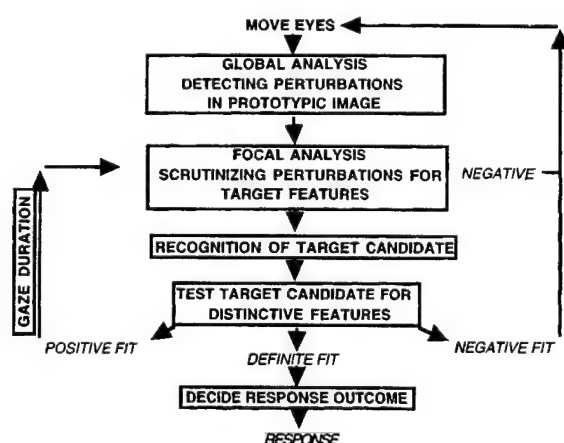 MOVE EYES
GLOBAL ANALYSIS
DETECTING PERTURBATIONS
IN PROTOTYPIC IMAGE
FOCAL ANALYSIS
SCRUTINIZING PERTURBATIONS FOR
TARGET FEATURES
NEGATIVE
GAZE DURATION
RECOGNITION OF TARGET CANDIDATE
TEST TARGET CANDIDATE FOR
DISTINCTIVE FEATURES
POSITIVE FIT
DEFINITE FIT
NEGATIVE FIT
DECIDE RESPONSE OUTCOME
RESPONSE